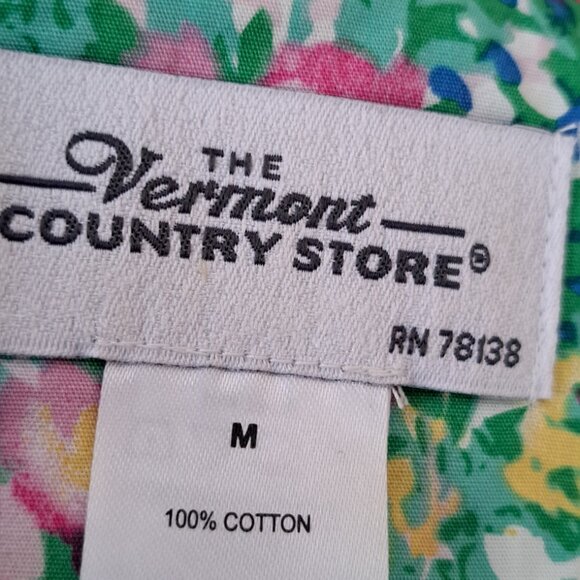 THE
Vermont
COUNTRY STORE®
RN 78138
M
100% COTTON